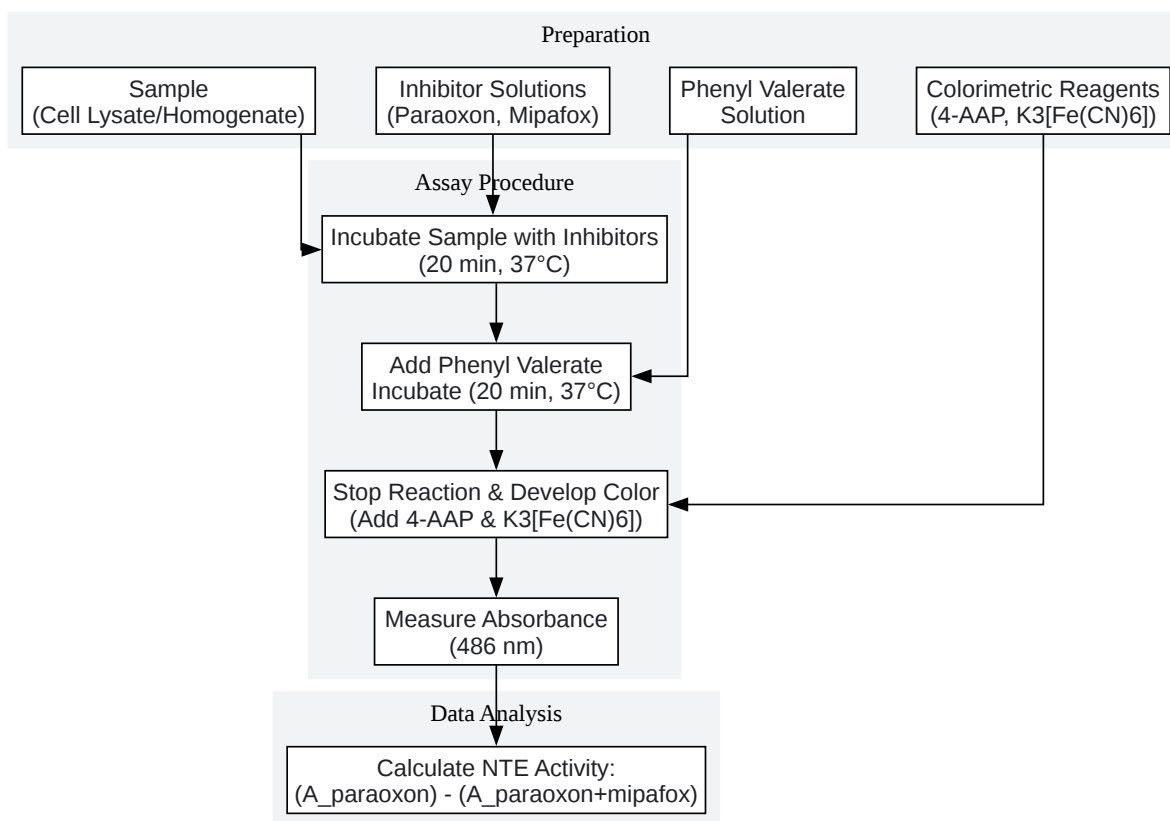 Preparation
Sample
(Cell Lysate/Homogenate)
Inhibitor Solutions
(Paraoxon, Mipafox)
Phenyl Valerate
Solution
Colorimetric Reagents
(4-AAP, K3[Fe(CN)6])
Assay Procedure
Incubate Sample with Inhibitors
(20 min, 37°C)
Add Phenyl Valerate
Incubate (20 min, 37°C)
Stop Reaction & Develop Color
(Add 4-AAP & K3[Fe(CN)6])
Measure Absorbance
(486 nm)
Data Analysis
Calculate NTE Activity:
(A_paraoxon) - (A_paraoxon+mipafox)